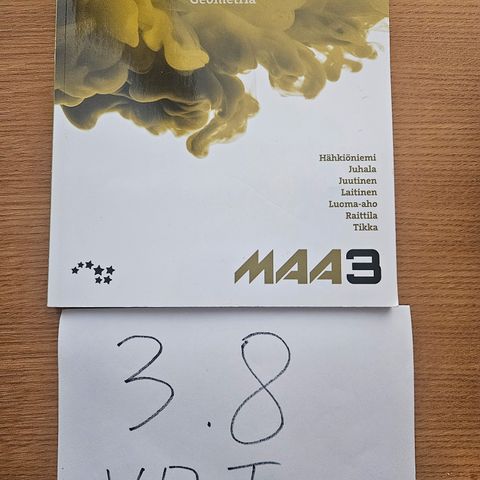 Geometria
Hähkiöniemi
Juhala
Juutinen
Laitinen
Luoma-aho
Raittila
Tikka
MAA3
3.8